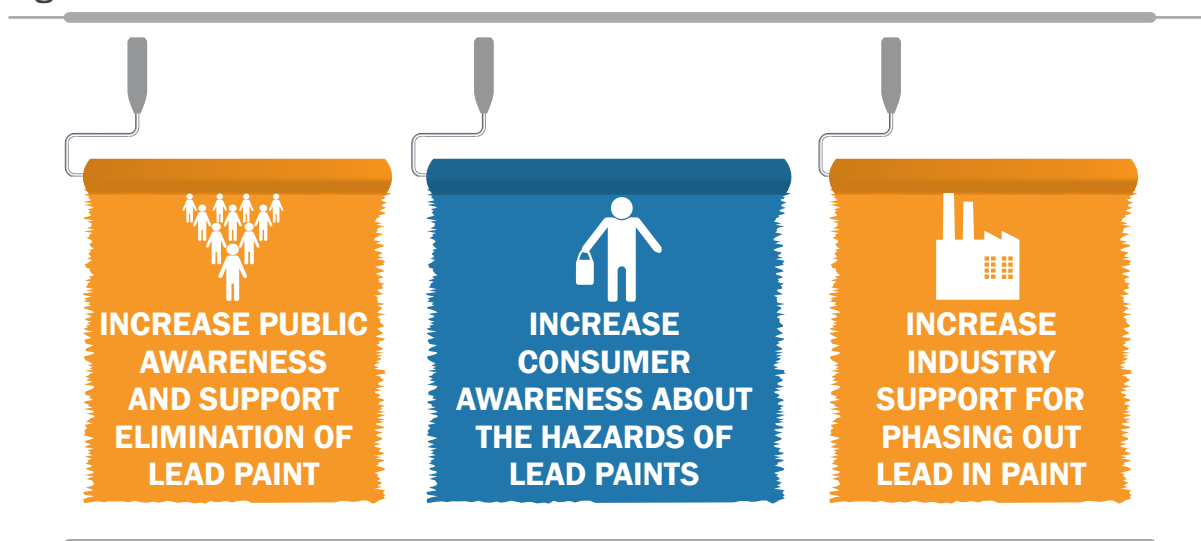 INCREASE PUBLIC
AWARENESS
AND SUPPORT
ELIMINATION OF
LEAD PAINT
INCREASE
CONSUMER
AWARENESS ABOUT
THE HAZARDS OF
LEAD PAINTS
INCREASE
INDUSTRY
SUPPORT FOR
PHASING OUT
LEAD IN PAINT